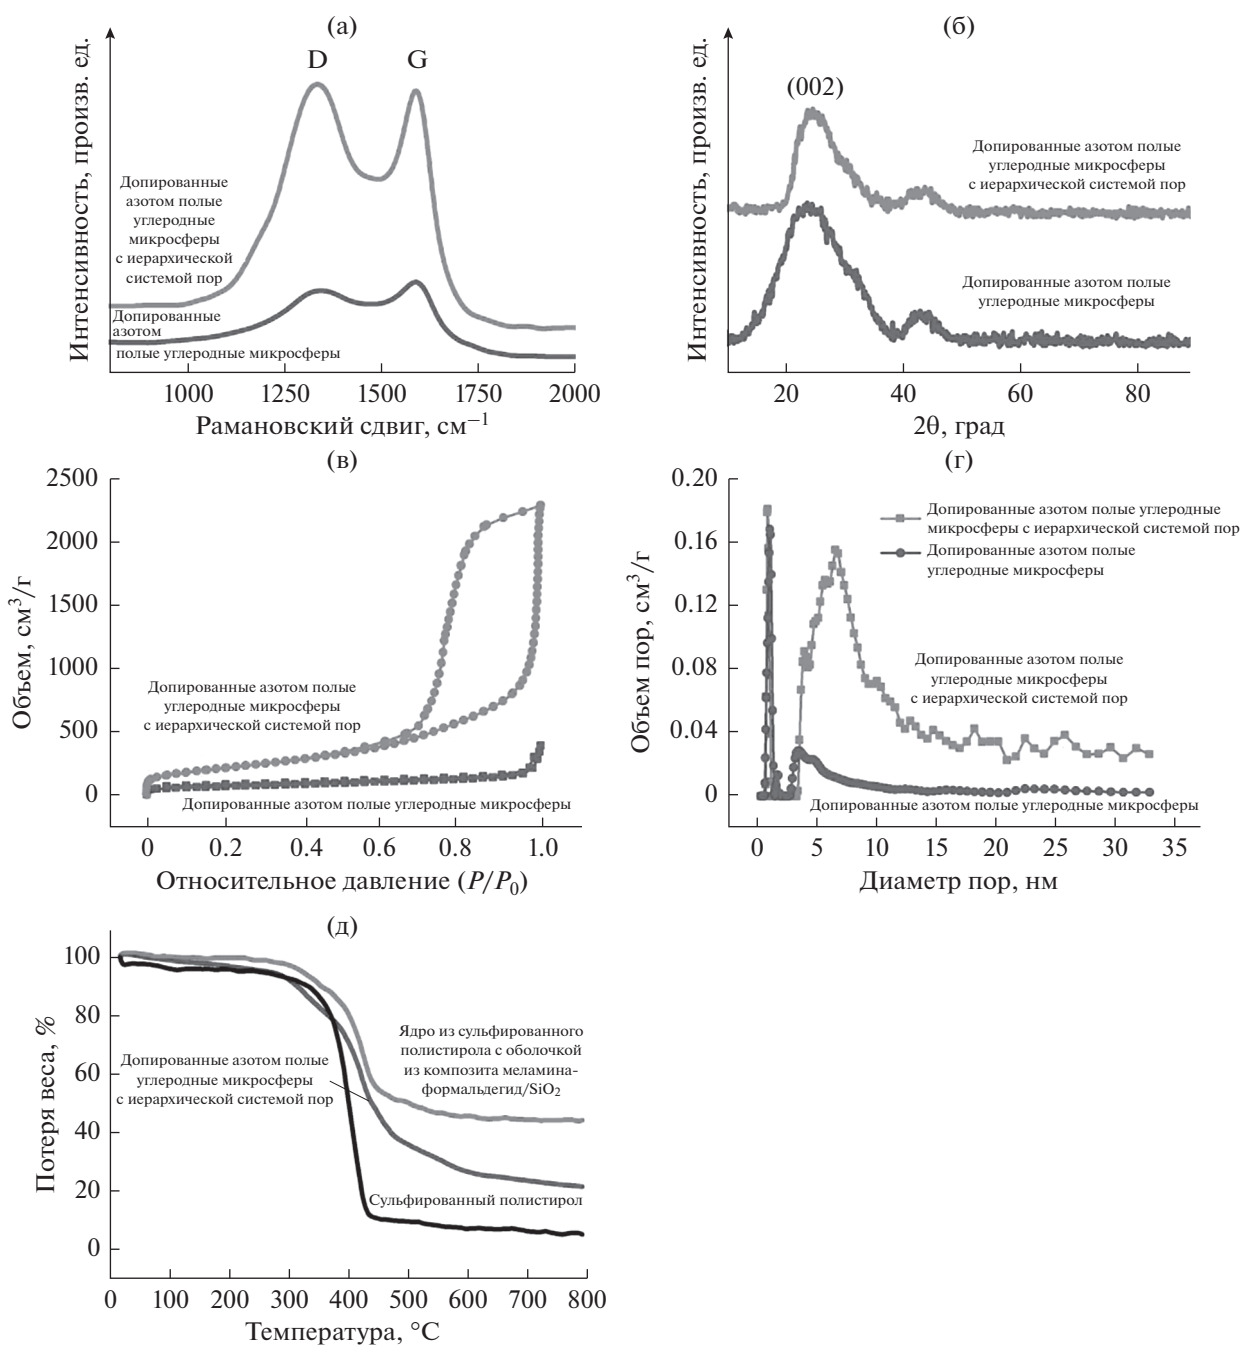 (а)
Интенсивность, произв. ед.
D
G
Допированные
азотом полые
углеродные
микросферы
с иерархической
системой пор
Допированные
азотом
полые углеродные микросферы
1000
1250
1500
1750
2000
Рамановский сдвиг, см–1
(б)
Интенсивность, произв. ед.
(002)
Допированные азотом полые
углеродные микросферы
с иерархической системой пор
Допированные азотом полые
углеродные микросферы
20
40
60
80
2θ, град
(в)
Объем, см3/г
2500
2000
1500
1000
500
0
Допированные азотом полые
углеродные микросферы
с иерархической системой пор
Допированные азотом полые углеродные микросферы
0
0.2
0.4
0.6
0.8
1.0
Относительное давление (P/P0)
(г)
Объем пор, см3/г
0.20
0.16
0.12
0.08
0.04
0
Допированные азотом полые углеродные
микросферы с иерархической системой пор
Допированные азотом полые
углеродные микросферы
Допированные азотом полые
углеродные микросферы
с иерархической системой пор
Допированные азотом полые углеродные микросферы
0
5
10
15
20
25
30
35
Диаметр пор, нм
(д)
Потеря веса, %
100
80
60
40
20
0
Ядро из сульфированного
полистирола с оболочкой
из композита меламина-
формальдегид/SiO2
Допированные азотом полые
углеродные микросферы
с иерархической системой пор
Сульфированный полистирол
0
100
200
300
400
500
600
700
800
Температура, °C